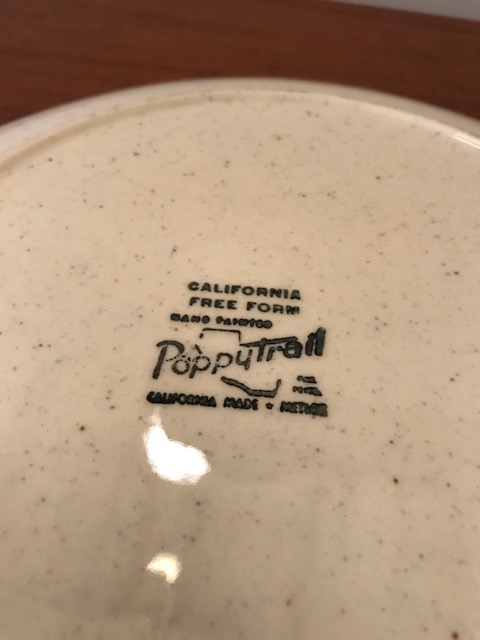 CALIFORNIA
FREE FORM
HAND PAINTED
Poppytrail
CALIFORNIA MADE ★ METLOX